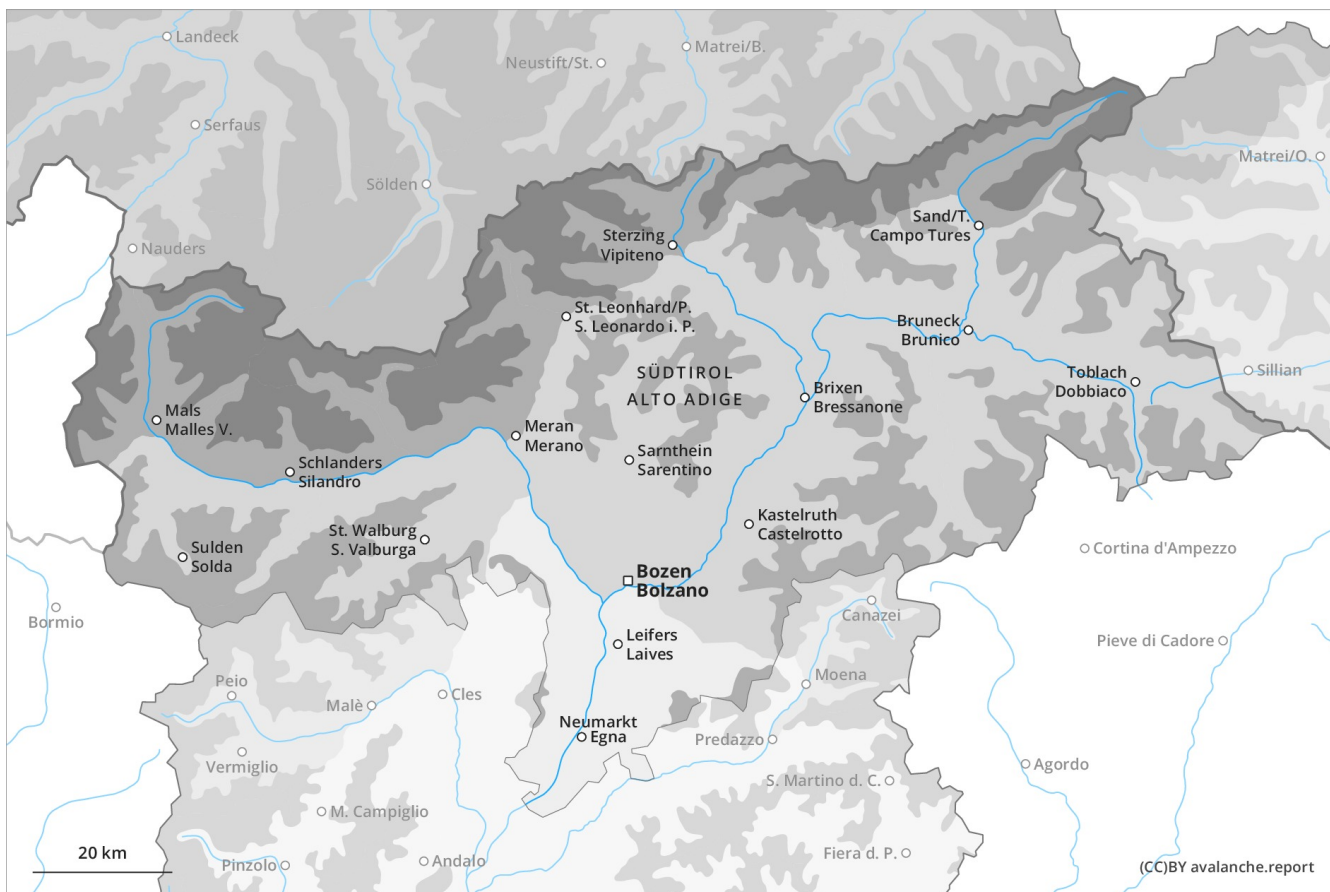 Landeck
Matrei/B.
Neustift/St.
Serfaus
Matrei/O.
Sölden
Sand/T.
Campo Tures
Nauders
Sterzing
Vipiteno
St. Leonhard/P.
S. Leonardo i. P.
Bruneck
Brunico
SÜDTIROL
ALTO ADIGE
Toblach
Dobbiaco
Sillian
Brixen
Bressanone
Mals
Malles V.
Meran
Merano
Sarnthein
Sarentino
Schlanders
Silandro
Kastelruth
Castelrotto
St. Walburg
S. Valburga
Sulden
Solda
Cortina d'Ampezzo
Bozen
Bolzano
Bormio
Canazei
Leifers
Laives
Pieve di Cadore
Peio
Moena
Malè
Cles
Neumarkt
Egna
Predazzo
Vermiglio
Agordo
S. Martino d. C.
M. Campiglio
20 km
Pinzolo
Andalo
Fiera d. P.
(CC)BY avalanche.report